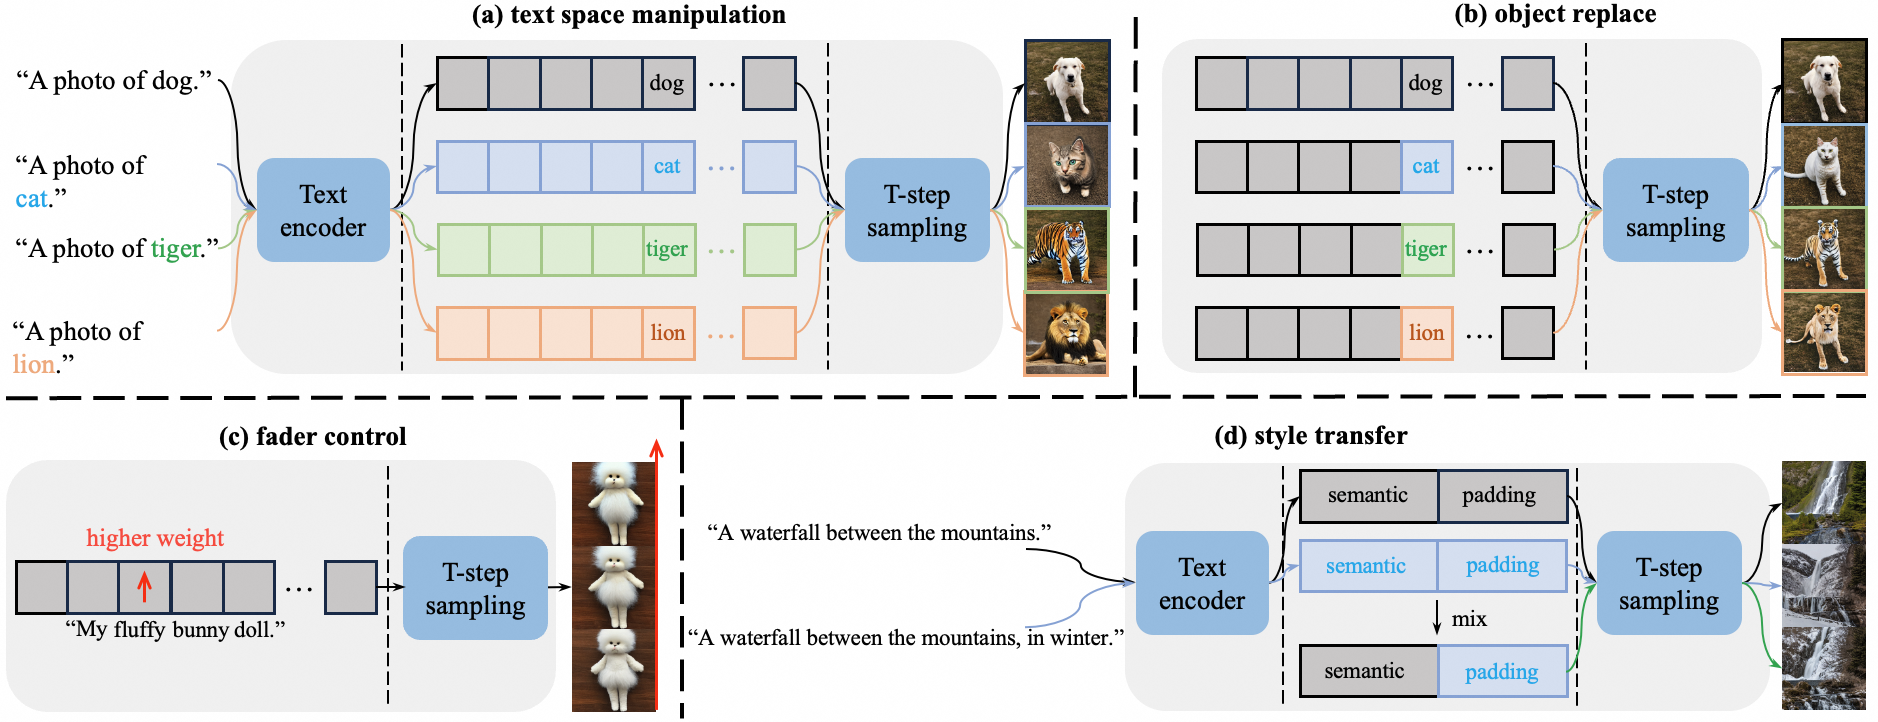 (a) text space manipulation
“A photo of dog.”
“A photo of
cat.”
“A photo of tiger.”
“A photo of
lion.”
Text
encoder
dog ...
cat ...
tiger ...
lion ...
T-step
sampling
(b) object replace
dog ...
cat ...
tiger ...
lion ...
T-step
sampling
(c) fader control
higher weight
...
“My fluffy bunny doll.”
T-step
sampling
(d) style transfer
“A waterfall between the mountains.”
“A waterfall between the mountains, in winter.”
Text
encoder
semantic padding
semantic padding
mix
semantic padding
T-step
sampling